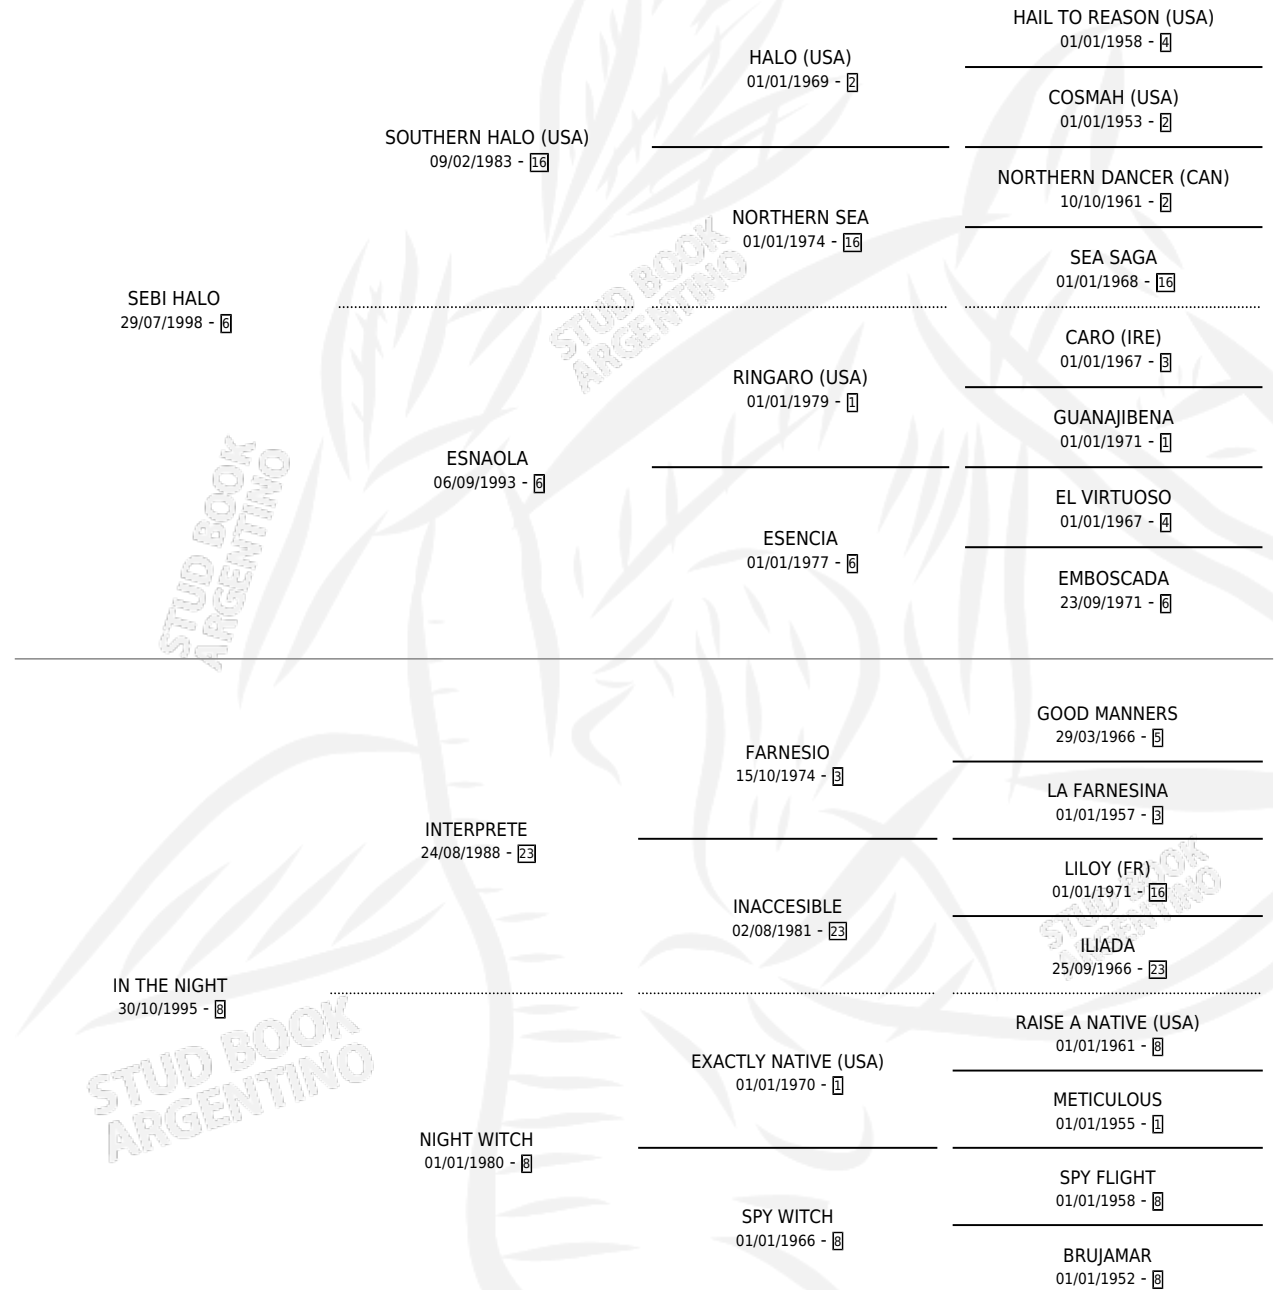 HAIL TO REASON (USA)
01/01/1958 - 4
HALO (USA)
01/01/1969 - 2
COSMAH (USA)
01/01/1953 - 2
SOUTHERN HALO (USA)
09/02/1983 - 16
NORTHERN DANCER (CAN)
10/10/1961 - 2
NORTHERN SEA
01/01/1974 - 16
SEA SAGA
01/01/1968 - 16
STUD BOOK
ARGENTINO
SEBI HALO
29/07/1998 - 6
CARO (IRE)
01/01/1967 - 3
RINGARO (USA)
01/01/1979 - 1
GUANAJIBENA
01/01/1971 - 1
ESNAOLA
06/09/1993 - 6
EL VIRTUOSO
01/01/1967 - 4
ESENCIA
01/01/1977 - 6
EMBOSCADA
23/09/1971 - 6
STUD BOOK
ARGENTINO
GOOD MANNERS
29/03/1966 - 5
FARNESIO
15/10/1974 - 3
LA FARNESINA
01/01/1957 - 3
INTERPRETE
24/08/1988 - 23
LILOY (FR)
01/01/1971 - 16
INACCESIBLE
02/08/1981 - 23
ILIADA
25/09/1966 - 23
STUD BOOK
ARGENTINO
IN THE NIGHT
30/10/1995 - 8
RAISE A NATIVE (USA)
01/01/1961 - 8
EXACTLY NATIVE (USA)
01/01/1970 - 1
METICULOUS
01/01/1955 - 1
STUD BOOK
ARGENTINO
NIGHT WITCH
01/01/1980 - 8
SPY FLIGHT
01/01/1958 - 8
SPY WITCH
01/01/1966 - 8
BRUJAMAR
01/01/1952 - 8